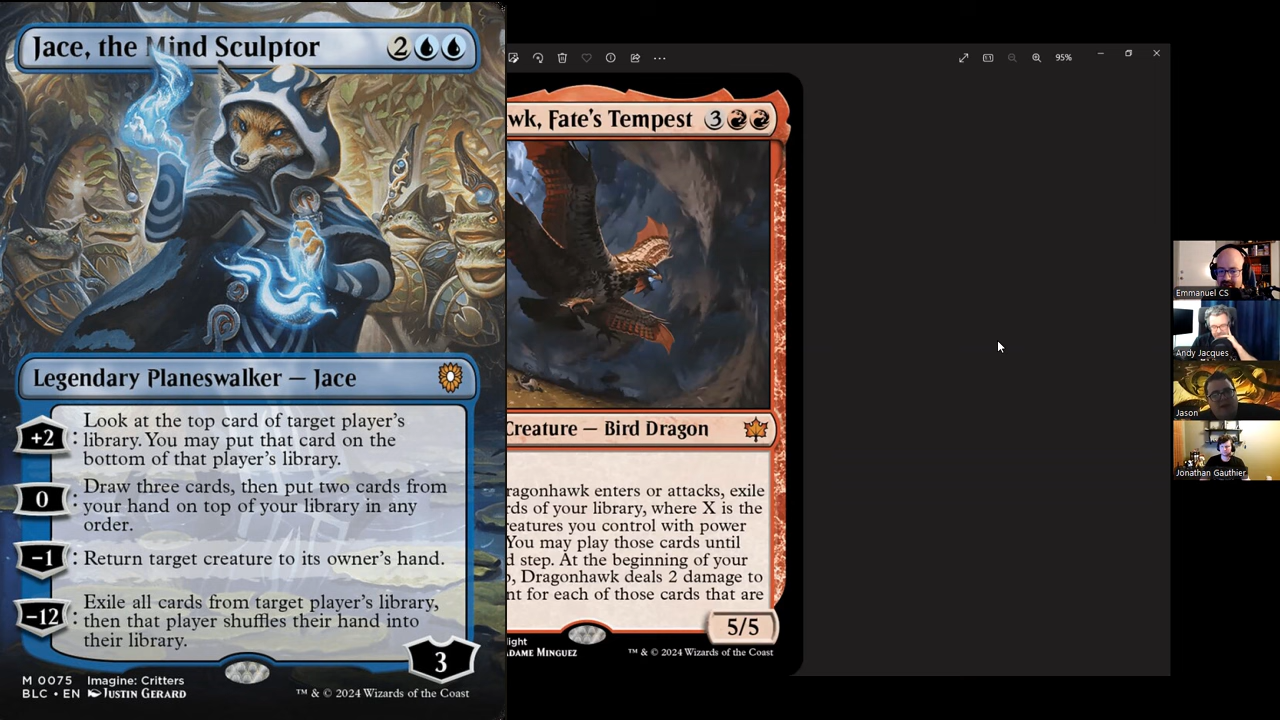 Jace, the Mind Sculptor 2
Legendary Planeswalker — Jace
+2: Look at the top card of target player's
library. You may put that card on the
bottom of that player's library.
0: Draw three cards, then put two cards from
your hand on top of your library in any
order.
−1: Return target creature to its owner's hand.
−12: Exile all cards from target player's library,
then that player shuffles their hand into
their library.
3
M 0075 Imagine: Critters
BLC • EN JUSTIN GERARD ™ & © 2024 Wizards of the Coast
95%
wk, Fate's Tempest 3
Creature — Bird Dragon
ragonhawk enters or attacks, exile
rds of your library, where X is the
reatures you control with power
You may play those cards until
d step. At the beginning of your
, Dragonhawk deals 2 damage to
nt for each of those cards that are
5/5
light
ADAME MINGUEZ ™ & © 2024 Wizards of the Coast
Emmanuel CS
Andy Jacques
Jason
Jonathan Gauthier